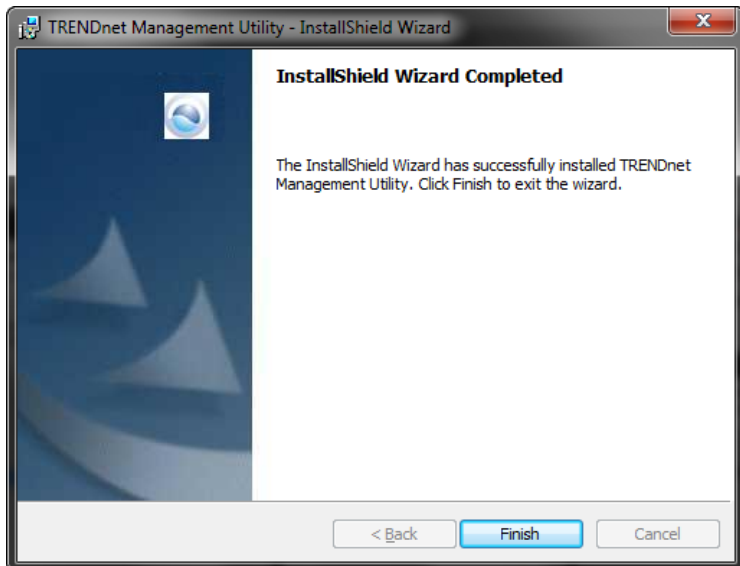 TRENDnet Management Utility - InstallShield Wizard
InstallShield Wizard Completed
The InstallShield Wizard has successfully installed TRENDnet
Management Utility. Click Finish to exit the wizard.
< Back
Finish
Cancel